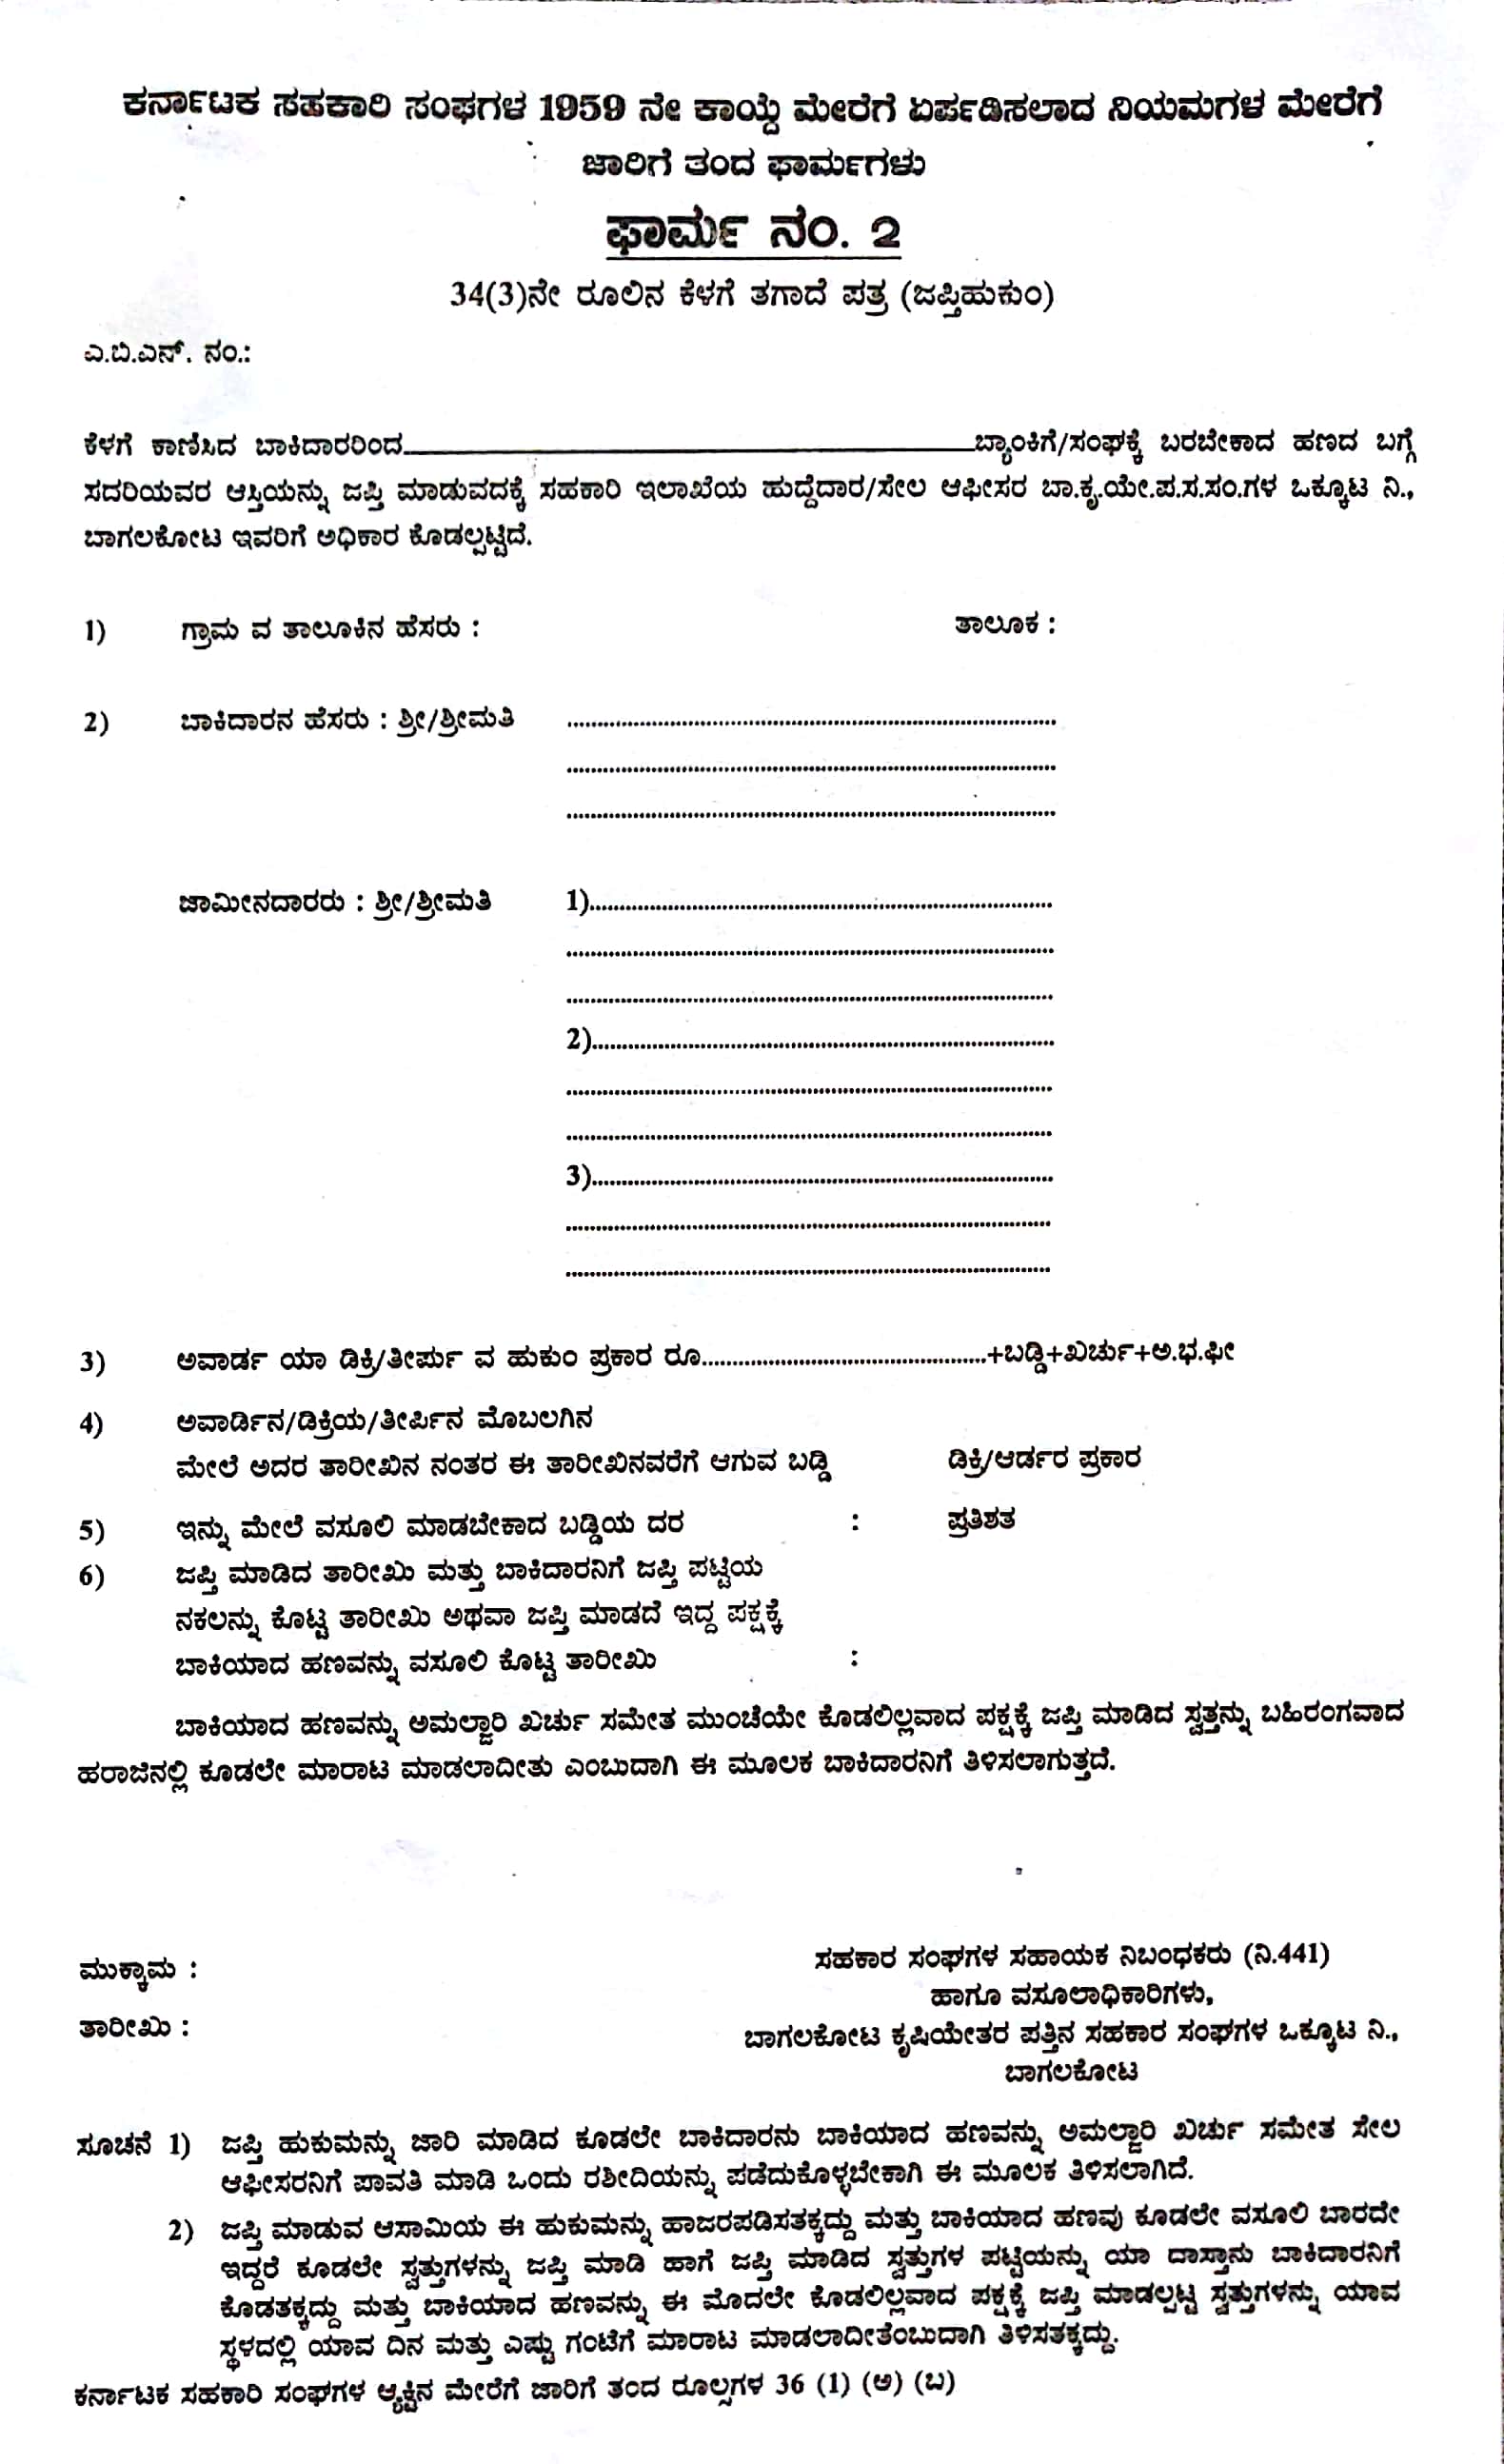 ಕರ್ನಾಟಕ ಸಹಕಾರಿ ಸಂಘಗಳ 1959 ನೇ ಕಾಯ್ದೆ ಮೇರೆಗೆ ಏರ್ಪಡಿಸಲಾದ ನಿಯಮಗಳ ಮೇರೆಗೆ
ಜಾರಿಗೆ ತಂದ ಫಾರ್ಮಗಳು
ಫಾರ್ಮ ನಂ. 2
34(3)ನೇ ರೂಲಿನ ಕೆಳಗೆ ತಗಾದೆ ಪತ್ರ (ಜಪ್ತಿಹುಕುಂ)
ಎ.ಬಿ.ಎನ್. ನಂ.:
ಕೆಳಗೆ ಕಾಣಿಸಿದ ಬಾಕಿದಾರರಿಂದ____________________ಬ್ಯಾಂಕಿಗೆ/ಸಂಘಕ್ಕೆ ಬರಬೇಕಾದ ಹಣದ ಬಗ್ಗೆ
ಸದರಿಯವರ ಆಸ್ತಿಯನ್ನು ಜಪ್ತಿ ಮಾಡುವದಕ್ಕೆ ಸಹಕಾರಿ ಇಲಾಖೆಯ ಹುದ್ದೆದಾರ/ಸೇಲ ಆಫೀಸರ ಬಾ.ಕೃ.ಯೇ.ಪ.ಸ.ಸಂ.ಗಳ ಒಕ್ಕೂಟ ನಿ.,
ಬಾಗಲಕೋಟ ಇವರಿಗೆ ಅಧಿಕಾರ ಕೊಡಲ್ಪಟ್ಟಿದೆ.
1) ಗ್ರಾಮ ವ ತಾಲೂಕಿನ ಹೆಸರು : ತಾಲೂಕ :
2) ಬಾಕಿದಾರನ ಹೆಸರು : ಶ್ರೀ/ಶ್ರೀಮತಿ ....................
....................
....................
ಜಾಮೀನದಾರರು : ಶ್ರೀ/ಶ್ರೀಮತಿ 1)....................
....................
....................
2)....................
....................
....................
3)....................
....................
....................
3) ಅವಾರ್ಡ ಯಾ ಡಿಕ್ರಿ/ತೀರ್ಪು ವ ಹುಕುಂ ಪ್ರಕಾರ ರೂ....................+ಬಡ್ಡಿ+ಖರ್ಚು+ಅ.ಭ.ಫೀ
4) ಅವಾರ್ಡಿನ/ಡಿಕ್ರಿಯ/ತೀರ್ಪಿನ ಮೊಬಲಗಿನ
ಮೇಲೆ ಅದರ ತಾರೀಖಿನ ನಂತರ ಈ ತಾರೀಖಿನವರೆಗೆ ಆಗುವ ಬಡ್ಡಿ ಡಿಕ್ರಿ/ಆರ್ಡರ ಪ್ರಕಾರ
5) ಇನ್ನು ಮೇಲೆ ವಸೂಲಿ ಮಾಡಬೇಕಾದ ಬಡ್ಡಿಯ ದರ : ಪ್ರತಿಶತ
6) ಜಪ್ತಿ ಮಾಡಿದ ತಾರೀಖು ಮತ್ತು ಬಾಕಿದಾರನಿಗೆ ಜಪ್ತಿ ಪಟ್ಟಿಯ
ನಕಲನ್ನು ಕೊಟ್ಟ ತಾರೀಖು ಅಥವಾ ಜಪ್ತಿ ಮಾಡದೆ ಇದ್ದ ಪಕ್ಷಕ್ಕೆ
ಬಾಕಿಯಾದ ಹಣವನ್ನು ವಸೂಲಿ ಕೊಟ್ಟ ತಾರೀಖು :
ಬಾಕಿಯಾದ ಹಣವನ್ನು ಅಮಲ್ಜಾರಿ ಖರ್ಚು ಸಮೇತ ಮುಂಚೆಯೇ ಕೊಡಲಿಲ್ಲವಾದ ಪಕ್ಷಕ್ಕೆ ಜಪ್ತಿ ಮಾಡಿದ ಸ್ವತ್ತನ್ನು ಬಹಿರಂಗವಾದ
ಹರಾಜಿನಲ್ಲಿ ಕೂಡಲೇ ಮಾರಾಟ ಮಾಡಲಾದೀತು ಎಂಬುದಾಗಿ ಈ ಮೂಲಕ ಬಾಕಿದಾರನಿಗೆ ತಿಳಿಸಲಾಗುತ್ತದೆ.
ಮುಕ್ಕಾಮ : ಸಹಕಾರ ಸಂಘಗಳ ಸಹಾಯಕ ನಿಬಂಧಕರು (ನಿ.441)
ಹಾಗೂ ವಸೂಲಾಧಿಕಾರಿಗಳು,
ತಾರೀಖು : ಬಾಗಲಕೋಟ ಕೃಷಿಯೇತರ ಪತ್ತಿನ ಸಹಕಾರ ಸಂಘಗಳ ಒಕ್ಕೂಟ ನಿ.,
ಬಾಗಲಕೋಟ
ಸೂಚನೆ 1) ಜಪ್ತಿ ಹುಕುಮನ್ನು ಜಾರಿ ಮಾಡಿದ ಕೂಡಲೇ ಬಾಕಿದಾರನು ಬಾಕಿಯಾದ ಹಣವನ್ನು ಅಮಲ್ಜಾರಿ ಖರ್ಚು ಸಮೇತ ಸೇಲ
ಆಫೀಸರನಿಗೆ ಪಾವತಿ ಮಾಡಿ ಒಂದು ರಶೀದಿಯನ್ನು ಪಡೆದುಕೊಳ್ಳಬೇಕಾಗಿ ಈ ಮೂಲಕ ತಿಳಿಸಲಾಗಿದೆ.
2) ಜಪ್ತಿ ಮಾಡುವ ಆಸಾಮಿಯ ಈ ಹುಕುಮನ್ನು ಹಾಜರಪಡಿಸತಕ್ಕದ್ದು ಮತ್ತು ಬಾಕಿಯಾದ ಹಣವು ಕೂಡಲೇ ವಸೂಲಿ ಬಾರದೇ
ಇದ್ದರೆ ಕೂಡಲೇ ಸ್ವತ್ತುಗಳನ್ನು ಜಪ್ತಿ ಮಾಡಿ ಹಾಗೆ ಜಪ್ತಿ ಮಾಡಿದ ಸ್ವತ್ತುಗಳ ಪಟ್ಟಿಯನ್ನು ಯಾ ದಾಸ್ತಾನು ಬಾಕಿದಾರನಿಗೆ
ಕೊಡತಕ್ಕದ್ದು ಮತ್ತು ಬಾಕಿಯಾದ ಹಣವನ್ನು ಈ ಮೊದಲೇ ಕೊಡಲಿಲ್ಲವಾದ ಪಕ್ಷಕ್ಕೆ ಜಪ್ತಿ ಮಾಡಲ್ಪಟ್ಟ ಸ್ವತ್ತುಗಳನ್ನು ಯಾವ
ಸ್ಥಳದಲ್ಲಿ ಯಾವ ದಿನ ಮತ್ತು ಎಷ್ಟು ಗಂಟೆಗೆ ಮಾರಾಟ ಮಾಡಲಾದೀತೆಂಬುದಾಗಿ ತಿಳಿಸತಕ್ಕದ್ದು.
ಕರ್ನಾಟಕ ಸಹಕಾರಿ ಸಂಘಗಳ ಆ್ಯಕ್ಟಿನ ಮೇರೆಗೆ ಜಾರಿಗೆ ತಂದ ರೂಲ್ಸಗಳ 36 (1) (ಅ) (ಬ)